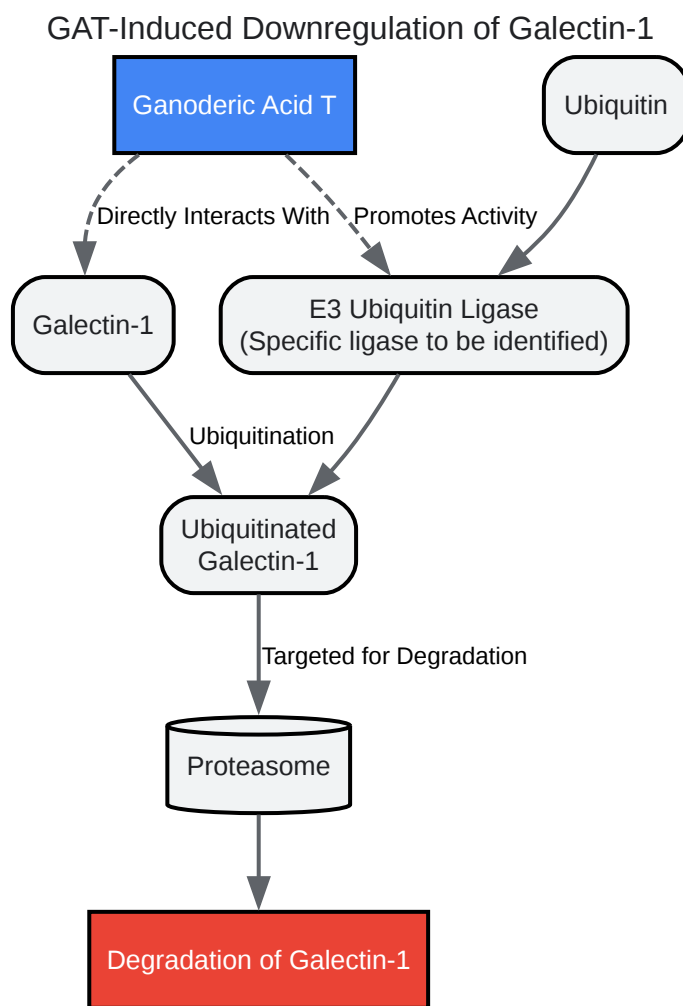 GAT-Induced Downregulation of Galectin-1
Ganoderic Acid T
Ubiquitin
Directly Interacts With
Promotes Activity
Galectin-1
E3 Ubiquitin Ligase
(Specific ligase to be identified)
Ubiquitination
Ubiquitinated
Galectin-1
Targeted for Degradation
Proteasome
Degradation of Galectin-1